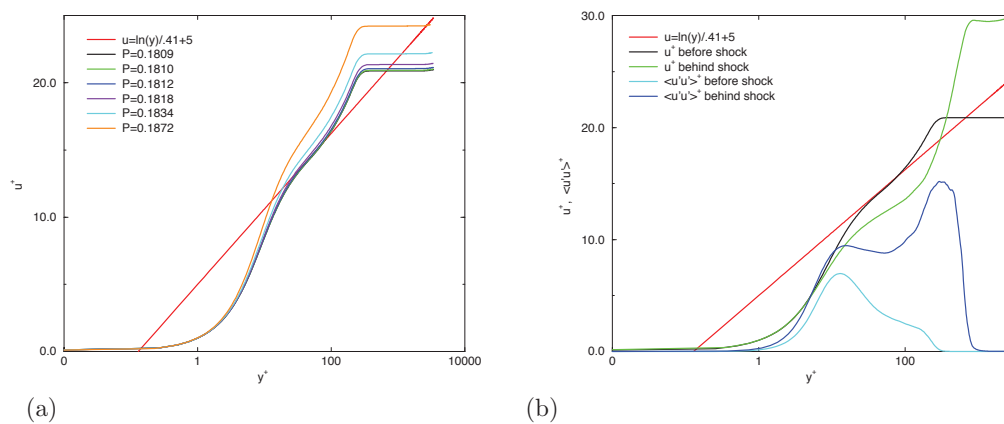 u=ln(y)/.41+5
P=0.1809
P=0.1810
P=0.1812
P=0.1818
P=0.1834
P=0.1872
20.0
10.0
0.0
u⁺
0
1
100
10000
y⁺
(a)
30.0
20.0
10.0
0.0
u=ln(y)/.41+5
u⁺ before shock
u⁺ behind shock
<u'u'>⁺ before shock
<u'u'>⁺ behind shock
u⁺, <u'u'>⁺
0
1
100
y⁺
(b)